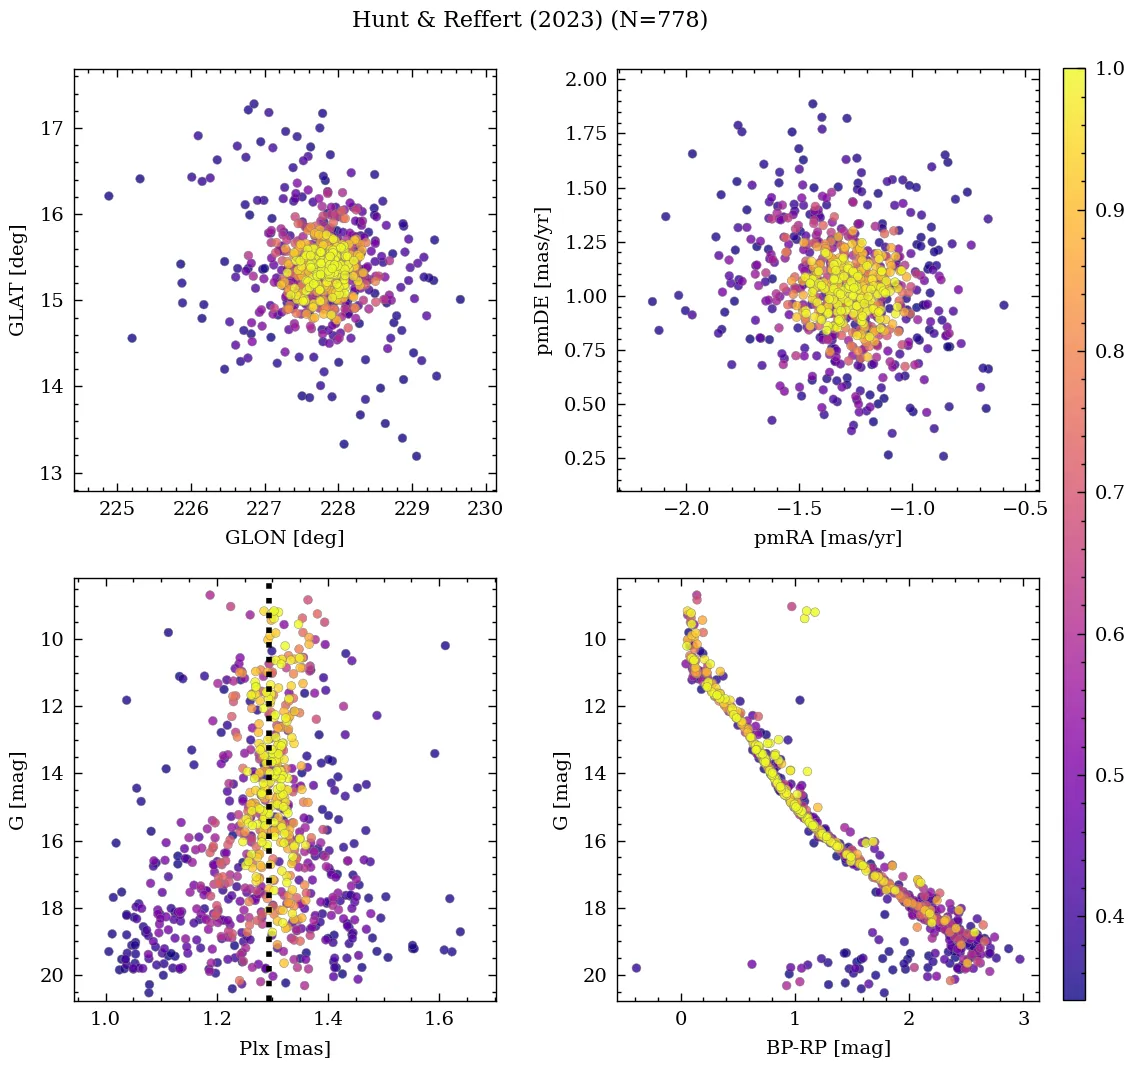 Hunt & Reffert (2023) (N=778)
17
16
15
14
13
GLAT [deg]
225 226 227 228 229 230
GLON [deg]
2.00
1.75
1.50
1.25
1.00
0.75
0.50
0.25
pmDE [mas/yr]
−2.0 −1.5 −1.0 −0.5
pmRA [mas/yr]
10
12
14
16
18
20
G [mag]
1.0 1.2 1.4 1.6
Plx [mas]
10
12
14
16
18
20
G [mag]
0 1 2 3
BP-RP [mag]
1.0
0.9
0.8
0.7
0.6
0.5
0.4